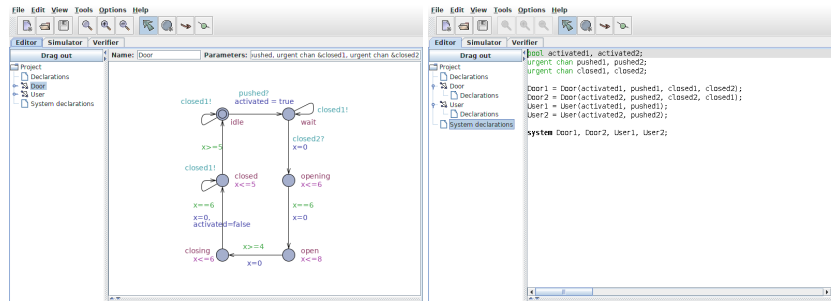 File Edit View Tools Options Help
Editor Simulator Verifier
Drag out
Project
Declarations
Door
User
System declarations
Name: Door Parameters: ushed, urgent chan &closed1, urgent chan &closed2
pushed?
activated = true
closed1!
closed1!
idle
wait
closed2?
x>=5
x=0
closed1!
closed
x<=5
opening
x<=6
x==6
x=0,
activated=false
x==6
x=0
closing
x<=6
x>=4
x=0
open
x<=8
File Edit View Tools Options Help
Editor Simulator Verifier
Drag out
Project
Declarations
Door
Declarations
User
Declarations
System declarations
bool activated1, activated2;
urgent chan pushed1, pushed2;
urgent chan closed1, closed2;
Door1 = Door(activated1, pushed1, closed1, closed2);
Door2 = Door(activated2, pushed2, closed2, closed1);
User1 = User(activated1, pushed1);
User2 = User(activated2, pushed2);
system Door1, Door2, User1, User2;